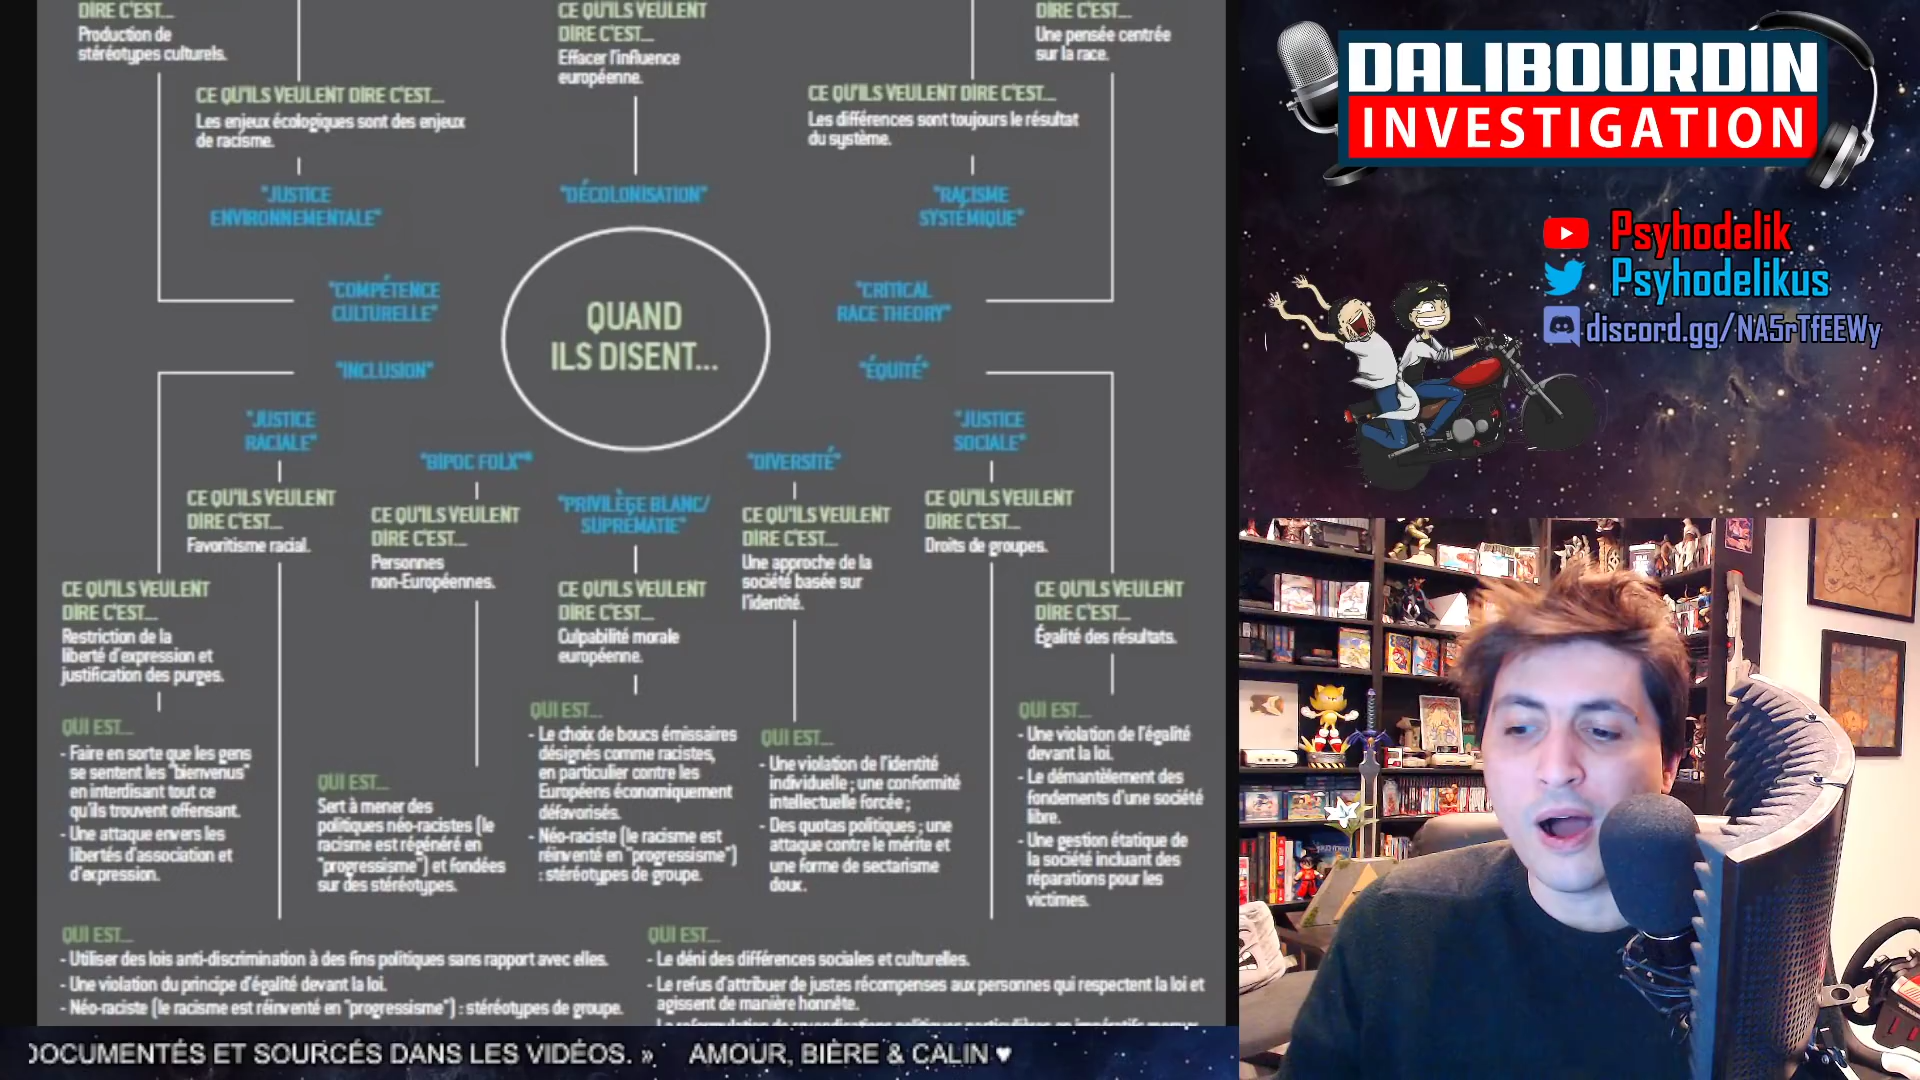 DIRE C'EST...
Production de
stéréotypes culturels.
CE QU'ILS VEULENT
DIRE C'EST...
Effacer l'influence
européenne.
DIRE C'EST...
Une pensée centrée
sur la race.
CE QU'ILS VEULENT DIRE C'EST...
Les enjeux écologiques sont des enjeux
de racisme.
CE QU'ILS VEULENT DIRE C'EST...
Les différences sont toujours le résultat
du système.
"JUSTICE
ENVIRONNEMENTALE"
"DÉCOLONISATION"
"RACISME
SYSTÉMIQUE"
"COMPÉTENCE
CULTURELLE"
"CRITICAL
RACE THEORY"
QUAND
ILS DISENT...
"INCLUSION"
"ÉQUITÉ"
"JUSTICE
RACIALE"
"BIPOC FOLX"*
"PRIVILÈGE BLANC/
SUPRÉMATIE"
"DIVERSITÉ"
"JUSTICE
SOCIALE"
CE QU'ILS VEULENT
DIRE C'EST...
Favoritisme racial.
CE QU'ILS VEULENT
DIRE C'EST...
Personnes
non-Européennes.
CE QU'ILS VEULENT
DIRE C'EST...
Une approche de la
société basée sur
l'identité.
CE QU'ILS VEULENT
DIRE C'EST...
Droits de groupes.
CE QU'ILS VEULENT
DIRE C'EST...
Restriction de la
liberté d'expression et
justification des purges.
CE QU'ILS VEULENT
DIRE C'EST...
Culpabilité morale
européenne.
CE QU'ILS VEULENT
DIRE C'EST...
Égalité des résultats.
QUI EST...
- Faire en sorte que les gens
se sentent les "bienvenus"
en interdisant tout ce
qu'ils trouvent offensant.
- Une attaque envers les
libertés d'association et
d'expression.
QUI EST...
Sert à mener des
politiques néo-racistes (le
racisme est régénéré en
"progressisme") et fondées
sur des stéréotypes.
QUI EST...
- Le choix de boucs émissaires
désignés comme racistes,
en particulier contre les
Européens économiquement
défavorisés.
- Néo-raciste (le racisme est
réinventé en "progressisme")
: stéréotypes de groupe.
QUI EST...
- Une violation de l'identité
individuelle ; une conformité
intellectuelle forcée ;
- Des quotas politiques ; une
attaque contre le mérite et
une forme de sectarisme
doux.
QUI EST...
- Une violation de l'égalité
devant la loi.
- Le démantèlement des
fondements d'une société
libre.
- Une gestion étatique de
la société incluant des
réparations pour les
victimes.
QUI EST...
- Utiliser des lois anti-discrimination à des fins politiques sans rapport avec elles.
- Une violation du principe d'égalité devant la loi.
- Néo-raciste (le racisme est réinventé en "progressisme") : stéréotypes de groupe.
QUI EST...
- Le déni des différences sociales et culturelles.
- Le refus d'attribuer de justes récompenses aux personnes qui respectent la loi et
agissent de manière honnête.
DALIBOURDIN
INVESTIGATION
Psyhodelik
Psyhodelikus
discord.gg/NA5rTfEEWy
DOCUMENTÉS ET SOURCÉS DANS LES VIDÉOS. » AMOUR, BIÈRE & CALIN ♥